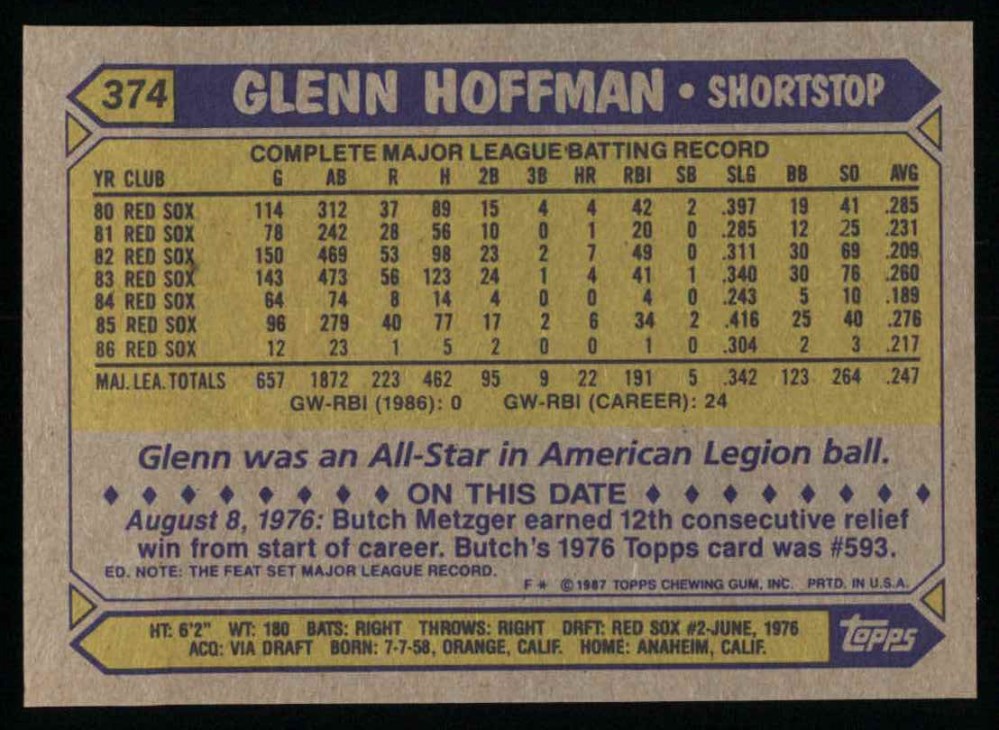 374 GLENN HOFFMAN • SHORTSTOP
COMPLETE MAJOR LEAGUE BATTING RECORD
YR CLUB G AB R H 2B 3B HR RBI SB SLG BB SO AVG
80 RED SOX 114 312 37 89 15 4 4 42 2 .397 19 41 .285
81 RED SOX 78 242 28 56 10 0 1 20 0 .285 12 25 .231
82 RED SOX 150 469 53 98 23 2 7 49 0 .311 30 69 .209
83 RED SOX 143 473 56 123 24 1 4 41 1 .340 30 76 .260
84 RED SOX 64 74 8 14 4 0 0 4 0 .243 5 10 .189
85 RED SOX 96 279 40 77 17 2 6 34 2 .416 25 40 .276
86 RED SOX 12 23 1 5 2 0 0 1 0 .304 2 3 .217
MAJ. LEA. TOTALS 657 1872 223 462 95 9 22 191 5 .342 123 264 .247
GW-RBI (1986): 0 GW-RBI (CAREER): 24
Glenn was an All-Star in American Legion ball.
♦ ♦ ♦ ♦ ♦ ♦ ♦ ♦ ON THIS DATE ♦ ♦ ♦ ♦ ♦ ♦ ♦ ♦
August 8, 1976: Butch Metzger earned 12th consecutive relief
win from start of career. Butch's 1976 Topps card was #593.
ED. NOTE: THE FEAT SET MAJOR LEAGUE RECORD.
F * © 1987 TOPPS CHEWING GUM, INC. PRTD. IN U.S.A.
HT: 6'2" WT: 180 BATS: RIGHT THROWS: RIGHT DRFT: RED SOX #2-JUNE, 1976
ACQ: VIA DRAFT BORN: 7-7-58, ORANGE, CALIF. HOME: ANAHEIM, CALIF.
topps